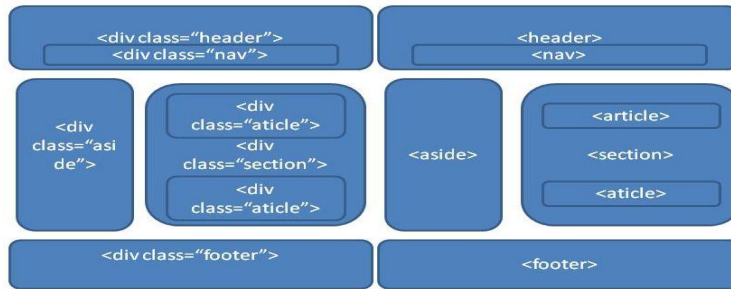 <div class=“header”>
<div class=“nav”>
<header>
<nav>
<div
class=“asi
de”>
<div
class=“aticle”>
<div
class=“section”>
<div
class=“aticle”>
<aside>
<article>
<section>
<aticle>
<div class=“footer”>
<footer>